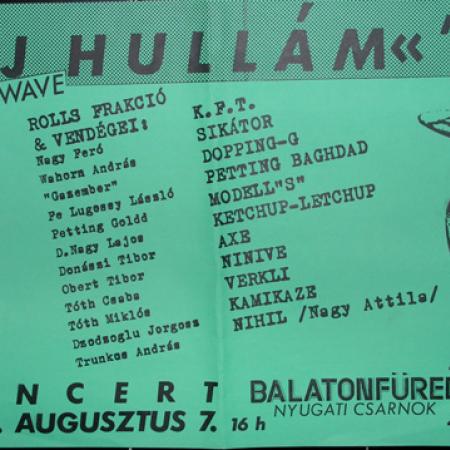 J HULLÁM«
WAVE
ROLLS FRAKCIÓ
& VENDÉGEI:
Nagy Feró
Wahorn András
"Gazember"
Fe Lugossy László
Petting Goldd
D.Nagy Lajos
Donászi Tibor
Obert Tibor
Tóth Csaba
Tóth Miklós
Dzodzoglu Jorgosz
Trunkos András
K.F.T.
SIKÁTOR
DOPPING-G
PETTING BAGHDAD
MODELL"S"
KETCHUP-LETCHUP
AXE
NINIVE
VERKLI
KAMIKAZE
NIHIL /Nagy Attila/
NCERT BALATONFÜRED
NYUGATI CSARNOK
. AUGUSZTUS 7. 16 h